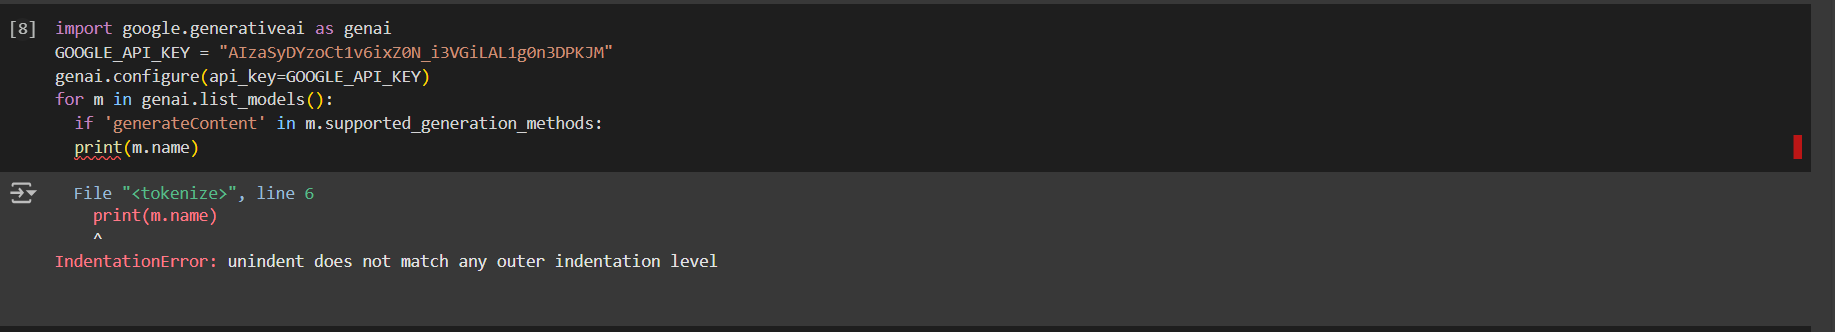 [8] import google.generativeai as genai
GOOGLE_API_KEY = "AIzaSyDYzoCt1v6ixZ0N_i3VGiLAL1g0n3DPKJM"
genai.configure(api_key=GOOGLE_API_KEY)
for m in genai.list_models():
  if 'generateContent' in m.supported_generation_methods:
  print(m.name)
File "<tokenize>", line 6
    print(m.name)
    ^
IndentationError: unindent does not match any outer indentation level